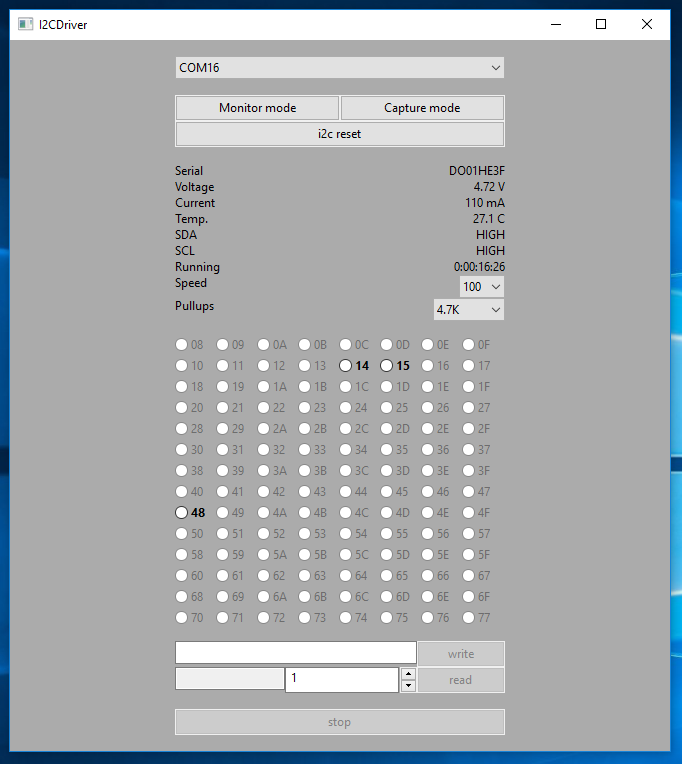 I2CDriver
COM16
Monitor mode Capture mode
i2c reset
Serial DO01HE3F
Voltage 4.72 V
Current 110 mA
Temp. 27.1 C
SDA HIGH
SCL HIGH
Running 0:00:16:26
Speed 100
Pullups 4.7K
08 09 0A 0B 0C 0D 0E 0F
10 11 12 13 14 15 16 17
18 19 1A 1B 1C 1D 1E 1F
20 21 22 23 24 25 26 27
28 29 2A 2B 2C 2D 2E 2F
30 31 32 33 34 35 36 37
38 39 3A 3B 3C 3D 3E 3F
40 41 42 43 44 45 46 47
48 49 4A 4B 4C 4D 4E 4F
50 51 52 53 54 55 56 57
58 59 5A 5B 5C 5D 5E 5F
60 61 62 63 64 65 66 67
68 69 6A 6B 6C 6D 6E 6F
70 71 72 73 74 75 76 77
write
1 read
stop